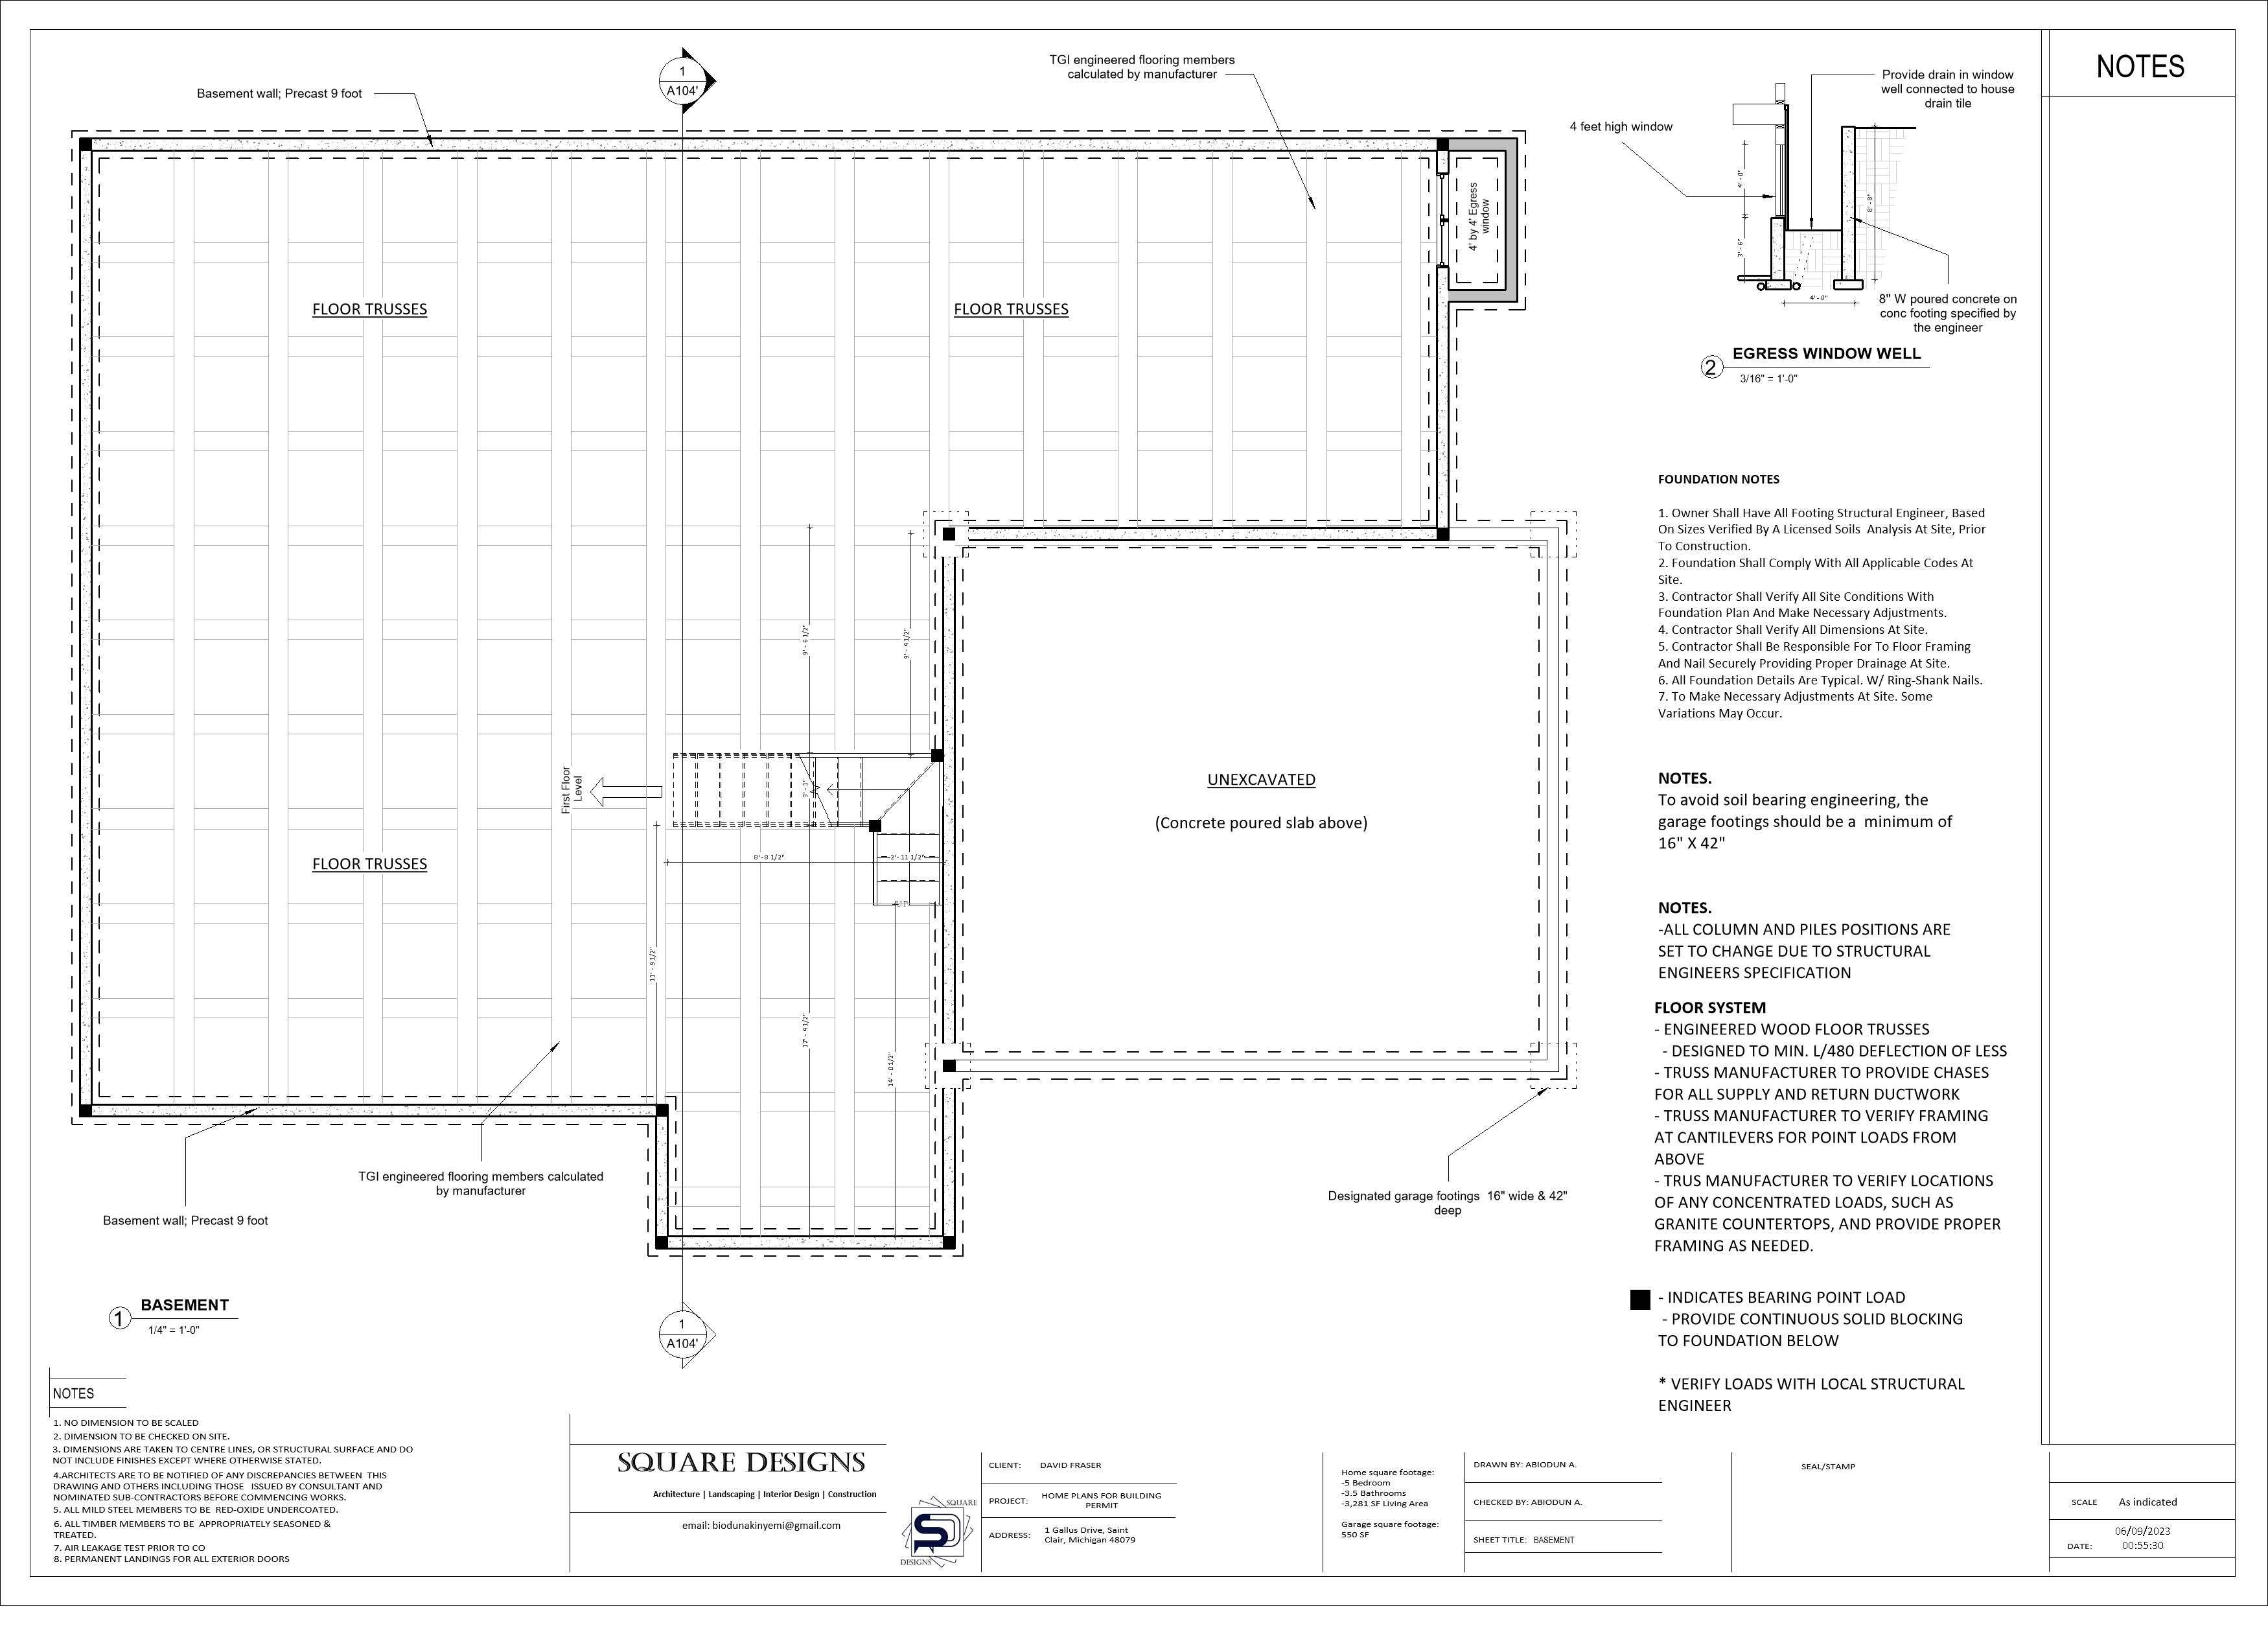 NOTES
Basement wall; Precast 9 foot
1
A104'
TGI engineered flooring members
calculated by manufacturer
4' by 4' Egress
window
FLOOR TRUSSES
FLOOR TRUSSES
FLOOR TRUSSES
9' - 6 1/2"
9' - 4 1/2"
First Floor
Level
3' - 1"
8' - 8 1/2"
2' - 11 1/2"
UP
11' - 9 1/2"
17' - 4 1/2"
14' - 0 1/2"
UNEXCAVATED
(Concrete poured slab above)
TGI engineered flooring members calculated
by manufacturer
Basement wall; Precast 9 foot
Designated garage footings 16" wide & 42"
deep
1
BASEMENT
1/4" = 1'-0"
1
A104'
Provide drain in window
well connected to house
drain tile
4 feet high window
4' - 0"
3' - 6"
8' - 8"
4' - 0"
8" W poured concrete on
conc footing specified by
the engineer
2
EGRESS WINDOW WELL
3/16" = 1'-0"
FOUNDATION NOTES
1. Owner Shall Have All Footing Structural Engineer, Based
On Sizes Verified By A Licensed Soils Analysis At Site, Prior
To Construction.
2. Foundation Shall Comply With All Applicable Codes At
Site.
3. Contractor Shall Verify All Site Conditions With
Foundation Plan And Make Necessary Adjustments.
4. Contractor Shall Verify All Dimensions At Site.
5. Contractor Shall Be Responsible For To Floor Framing
And Nail Securely Providing Proper Drainage At Site.
6. All Foundation Details Are Typical. W/ Ring-Shank Nails.
7. To Make Necessary Adjustments At Site. Some
Variations May Occur.
NOTES.
To avoid soil bearing engineering, the
garage footings should be a minimum of
16" X 42"
NOTES.
-ALL COLUMN AND PILES POSITIONS ARE
SET TO CHANGE DUE TO STRUCTURAL
ENGINEERS SPECIFICATION
FLOOR SYSTEM
- ENGINEERED WOOD FLOOR TRUSSES
- DESIGNED TO MIN. L/480 DEFLECTION OF LESS
- TRUSS MANUFACTURER TO PROVIDE CHASES
FOR ALL SUPPLY AND RETURN DUCTWORK
- TRUSS MANUFACTURER TO VERIFY FRAMING
AT CANTILEVERS FOR POINT LOADS FROM
ABOVE
- TRUS MANUFACTURER TO VERIFY LOCATIONS
OF ANY CONCENTRATED LOADS, SUCH AS
GRANITE COUNTERTOPS, AND PROVIDE PROPER
FRAMING AS NEEDED.
- INDICATES BEARING POINT LOAD
- PROVIDE CONTINUOUS SOLID BLOCKING
TO FOUNDATION BELOW
* VERIFY LOADS WITH LOCAL STRUCTURAL
ENGINEER
NOTES
1. NO DIMENSION TO BE SCALED
2. DIMENSION TO BE CHECKED ON SITE.
3. DIMENSIONS ARE TAKEN TO CENTRE LINES, OR STRUCTURAL SURFACE AND DO
NOT INCLUDE FINISHES EXCEPT WHERE OTHERWISE STATED.
4.ARCHITECTS ARE TO BE NOTIFIED OF ANY DISCREPANCIES BETWEEN THIS
DRAWING AND OTHERS INCLUDING THOSE ISSUED BY CONSULTANT AND
NOMINATED SUB-CONTRACTORS BEFORE COMMENCING WORKS.
5. ALL MILD STEEL MEMBERS TO BE RED-OXIDE UNDERCOATED.
6. ALL TIMBER MEMBERS TO BE APPROPRIATELY SEASONED &
TREATED.
7. AIR LEAKAGE TEST PRIOR TO CO
8. PERMANENT LANDINGS FOR ALL EXTERIOR DOORS
SQUARE DESIGNS
Architecture | Landscaping | Interior Design | Construction
email: biodunakinyemi@gmail.com
SQUARE
DESIGNS
CLIENT: DAVID FRASER
PROJECT: HOME PLANS FOR BUILDING
PERMIT
ADDRESS: 1 Gallus Drive, Saint
Clair, Michigan 48079
Home square footage:
-5 Bedroom
-3.5 Bathrooms
-3,281 SF Living Area
Garage square footage:
550 SF
DRAWN BY: ABIODUN A.
CHECKED BY: ABIODUN A.
SHEET TITLE: BASEMENT
SEAL/STAMP
SCALE As indicated
DATE: 06/09/2023
00:55:30